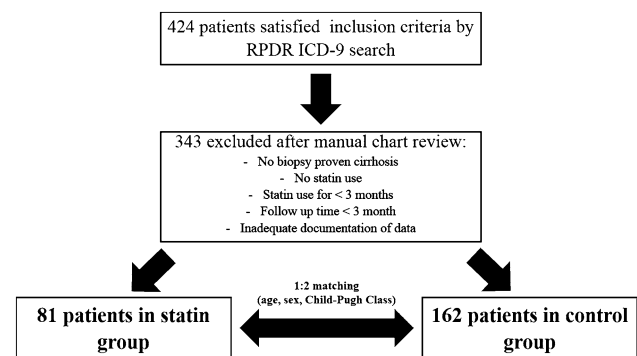 424 patients satisfied inclusion criteria by
RPDR ICD-9 search
343 excluded after manual chart review:
- No biopsy proven cirrhosis
- No statin use
- Statin use for < 3 months
- Follow up time < 3 month
- Inadequate documentation of data
1:2 matching
(age, sex, Child-Pugh Class)
81 patients in statin
group
162 patients in control
group